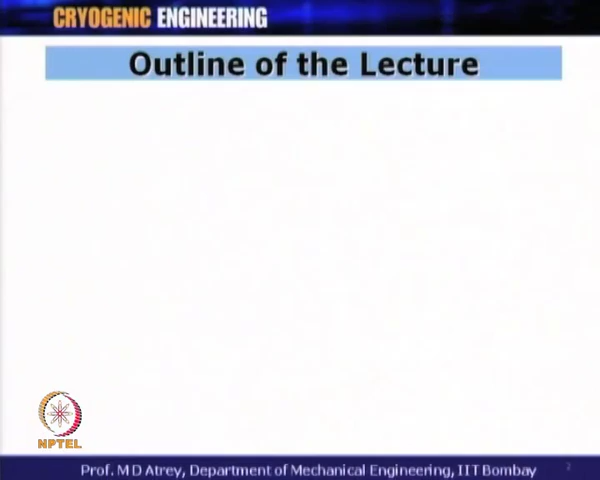 CRYOGENIC ENGINEERING
Outline of the Lecture
NPTEL
Prof. M D Atrey, Department of Mechanical Engineering, IIT Bombay
2